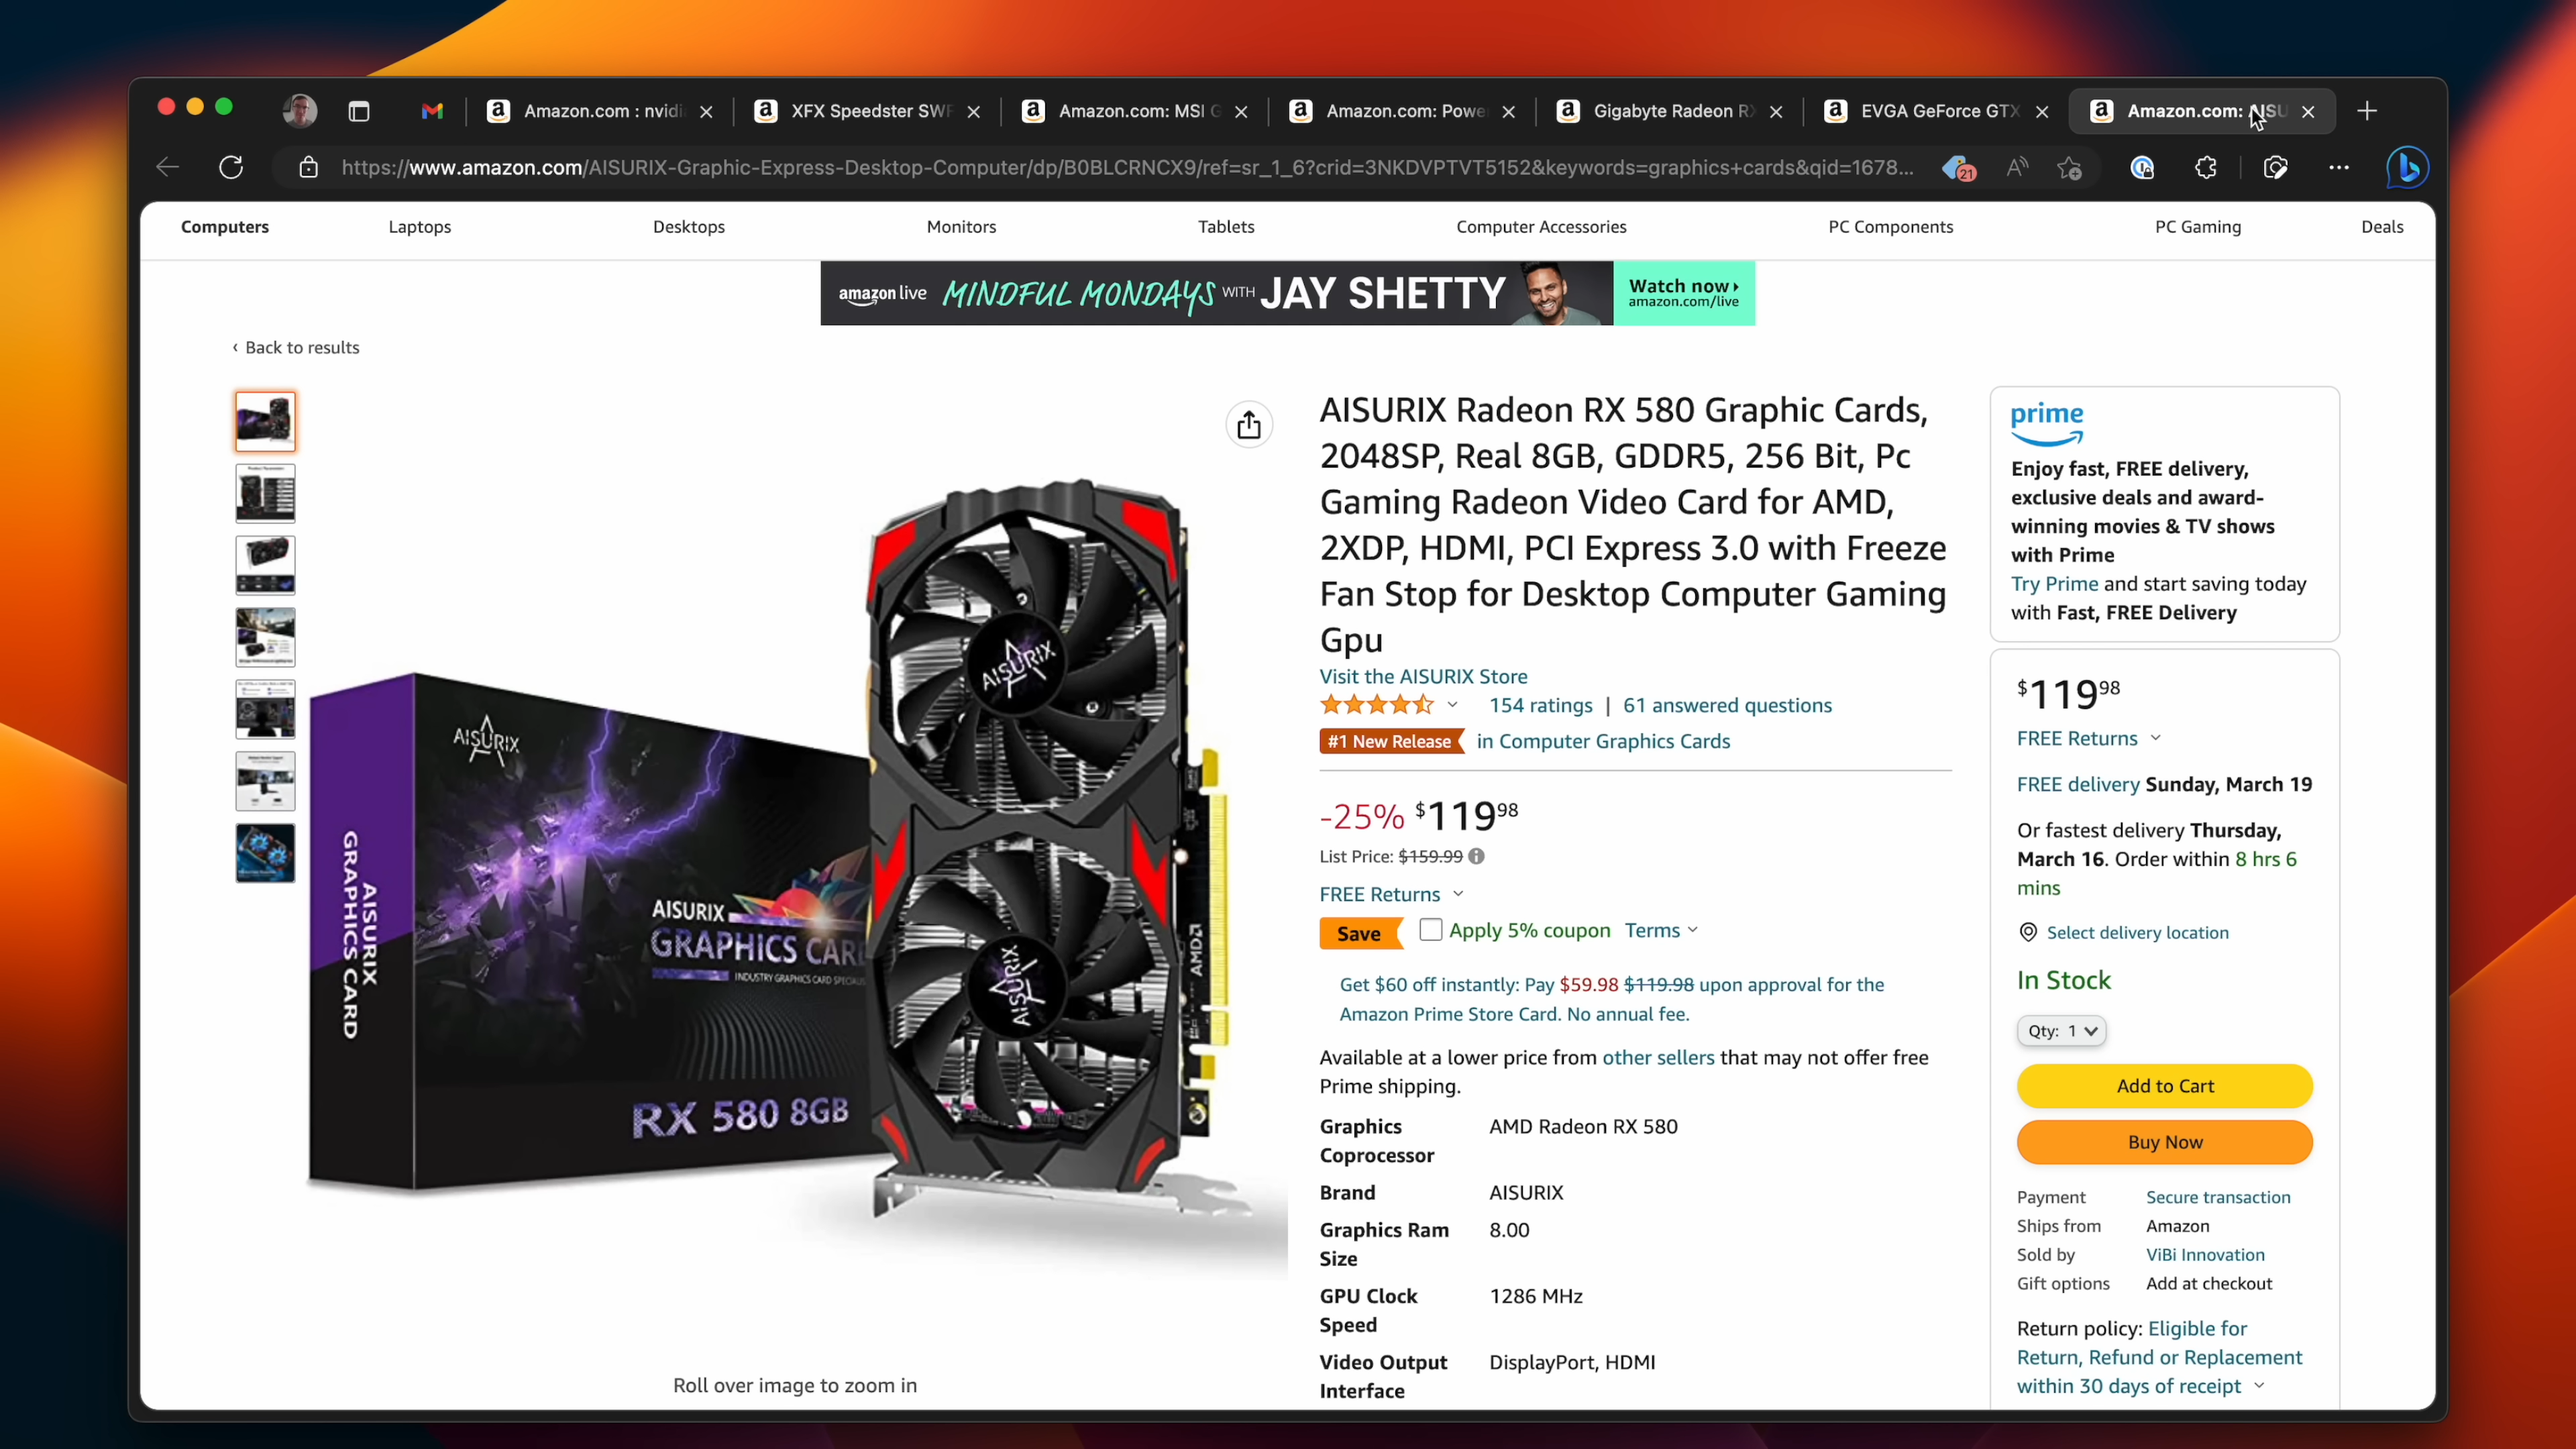 Amazon.com : nvidi
XFX Speedster SWF
Amazon.com: MSI G
Amazon.com: Powe
Gigabyte Radeon RX
EVGA GeForce GTX
Amazon.com: AISU
https://www.amazon.com/AISURIX-Graphic-Express-Desktop-Computer/dp/B0BLCRNCX9/ref=sr_1_6?crid=3NKDVPTVT5152&keywords=graphics+cards&qid=1678...
21
Computers
Laptops
Desktops
Monitors
Tablets
Computer Accessories
PC Components
PC Gaming
Deals
amazon live MINDFUL MONDAYS WITH JAY SHETTY
Watch now
amazon.com/live
‹ Back to results
AISURIX
AISURIX
GRAPHICS CARD
AISURIX
GRAPHICS CAR
INDUSTRY GRAPHICS CARD SPECIALIS
RX 580 8GB
AISURIX
AISURIX
AMD
Roll over image to zoom in
AISURIX Radeon RX 580 Graphic Cards,
2048SP, Real 8GB, GDDR5, 256 Bit, Pc
Gaming Radeon Video Card for AMD,
2XDP, HDMI, PCI Express 3.0 with Freeze
Fan Stop for Desktop Computer Gaming
Gpu
Visit the AISURIX Store
154 ratings | 61 answered questions
#1 New Release in Computer Graphics Cards
-25% $119 98
List Price: $159.99
FREE Returns
Save Apply 5% coupon Terms
Get $60 off instantly: Pay $59.98 $119.98 upon approval for the
Amazon Prime Store Card. No annual fee.
Available at a lower price from other sellers that may not offer free
Prime shipping.
Graphics Coprocessor AMD Radeon RX 580
Brand AISURIX
Graphics Ram Size 8.00
GPU Clock Speed 1286 MHz
Video Output Interface DisplayPort, HDMI
prime
Enjoy fast, FREE delivery,
exclusive deals and award-
winning movies & TV shows
with Prime
Try Prime and start saving today
with Fast, FREE Delivery
$119 98
FREE Returns
FREE delivery Sunday, March 19
Or fastest delivery Thursday,
March 16. Order within 8 hrs 6
mins
Select delivery location
In Stock
Qty: 1
Add to Cart
Buy Now
Payment Secure transaction
Ships from Amazon
Sold by ViBi Innovation
Gift options Add at checkout
Return policy: Eligible for
Return, Refund or Replacement
within 30 days of receipt